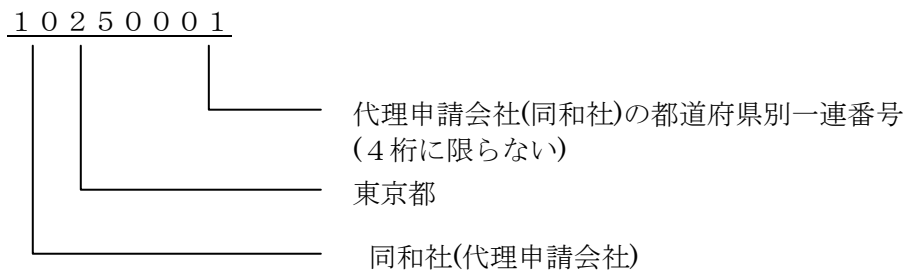 １０２５０００１
代理申請会社(同和社)の都道府県別一連番号
(４桁に限らない)
東京都
同和社(代理申請会社)